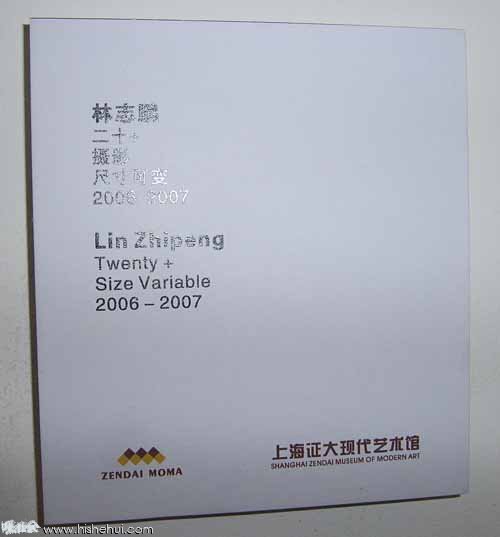 林志鹏
二十+
摄影
尺寸可变
2006-2007
Lin Zhipeng
Twenty +
Size Variable
2006 – 2007
ZENDAI MOMA
上海证大现代艺术馆
SHANGHAI ZENDAI MUSEUM OF MODERN ART
www.hishehui.com